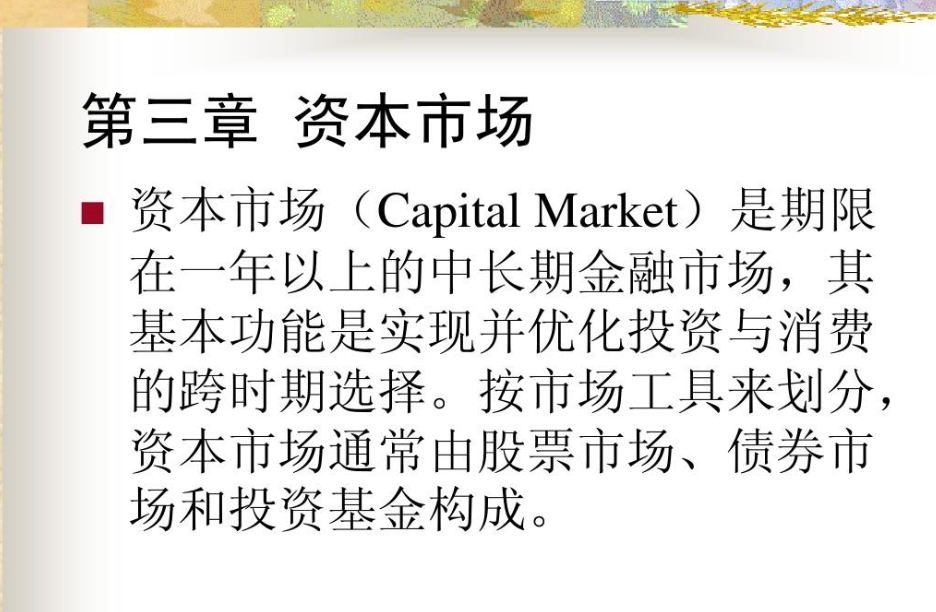 第三章 资本市场
资本市场（Capital Market）是期限
在一年以上的中长期金融市场，其
基本功能是实现并优化投资与消费
的跨时期选择。按市场工具来划分，
资本市场通常由股票市场、债券市
场和投资基金构成。